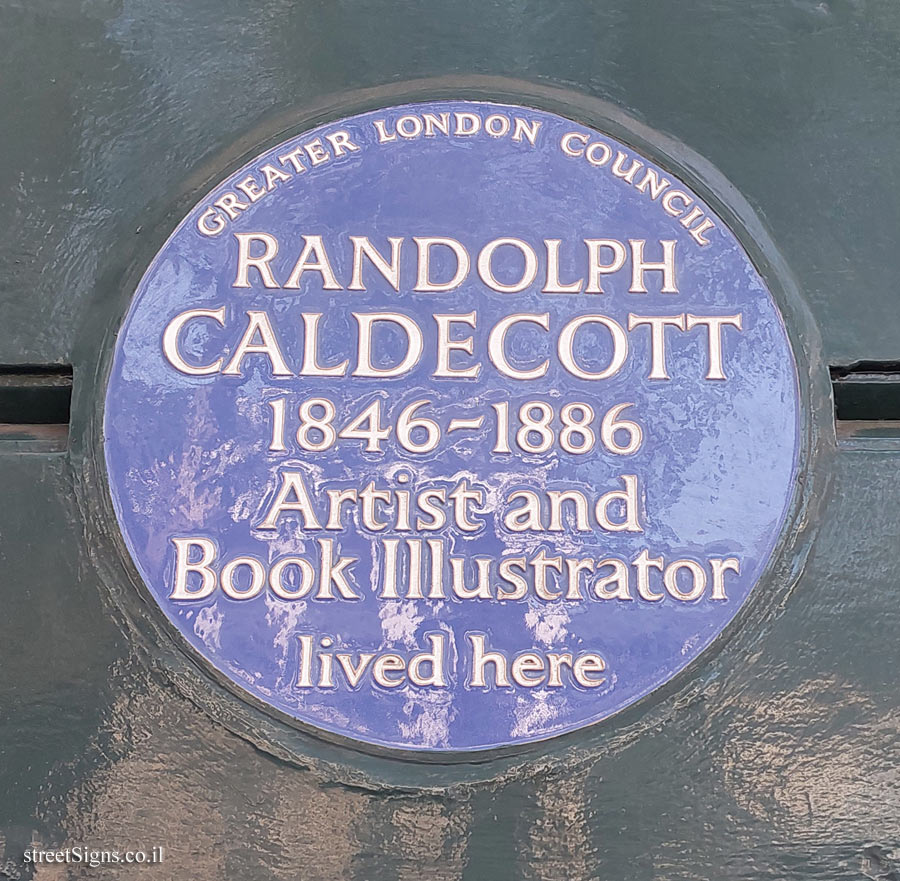 GREATER LONDON COUNCIL
RANDOLPH
CALDECOTT
1846~1886
Artist and
Book Illustrator
lived here
streetSigns.co.il